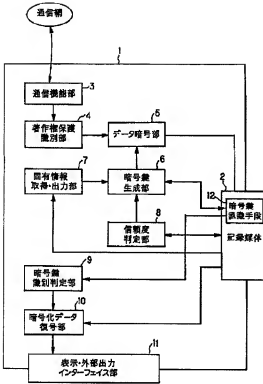 通信網
1
通信機能部
3
著作権保護
識別部
4
データ暗号部
5
固有情報
取得・出力部
7
暗号鍵
生成部
6
信頼度
判定部
8
2
12
暗号鍵
認識手段
記録媒体
暗号鍵
識別判定部
9
暗号化データ
復号部
10
表示・外部出力
インターフェイス部
11